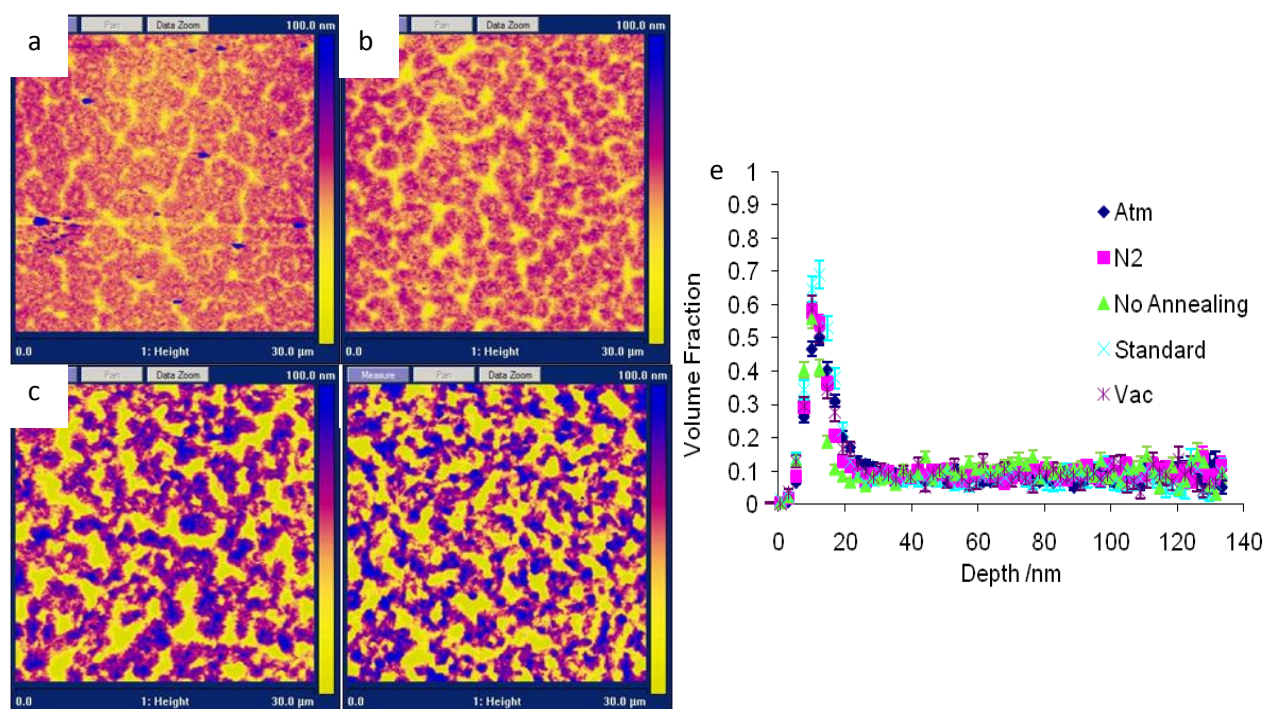 a
Pan
Data Zoom
100.0 nm
0.0
1: Height
30.0 µm
b
Pan
Data Zoom
100.0 nm
0.0
1: Height
30.0 µm
c
Pan
Data Zoom
100.0 nm
0.0
1: Height
30.0 µm
Measure
Pan
Data Zoom
100.0 nm
0.0
1: Height
30.0 µm
e
Volume Fraction
1
0.9
0.8
0.7
0.6
0.5
0.4
0.3
0.2
0.1
0
0 20 40 60 80 100 120 140
Depth /nm
Atm
N2
No Annealing
Standard
Vac